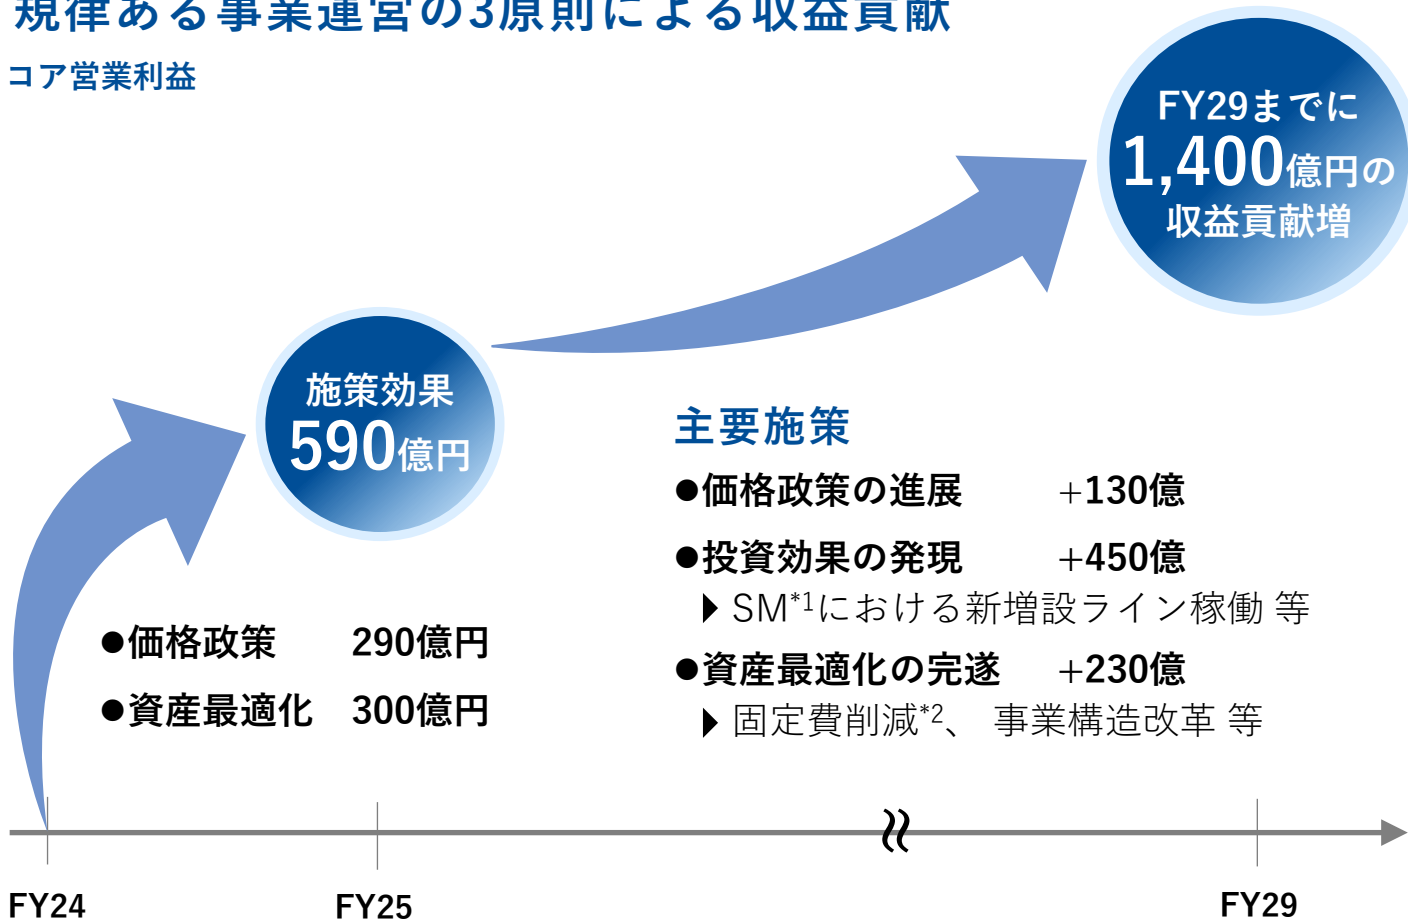 規律ある事業運営の3原則による収益貢献
コア営業利益
FY29までに
1,400億円の
収益貢献増
施策効果
590億円
主要施策
●価格政策の進展 +130億
●投資効果の発現 +450億
▶ SM*1における新増設ライン稼働 等
●資産最適化の完遂 +230億
▶ 固定費削減*2、 事業構造改革 等
●価格政策 290億円
●資産最適化 300億円
FY24
FY25
FY29